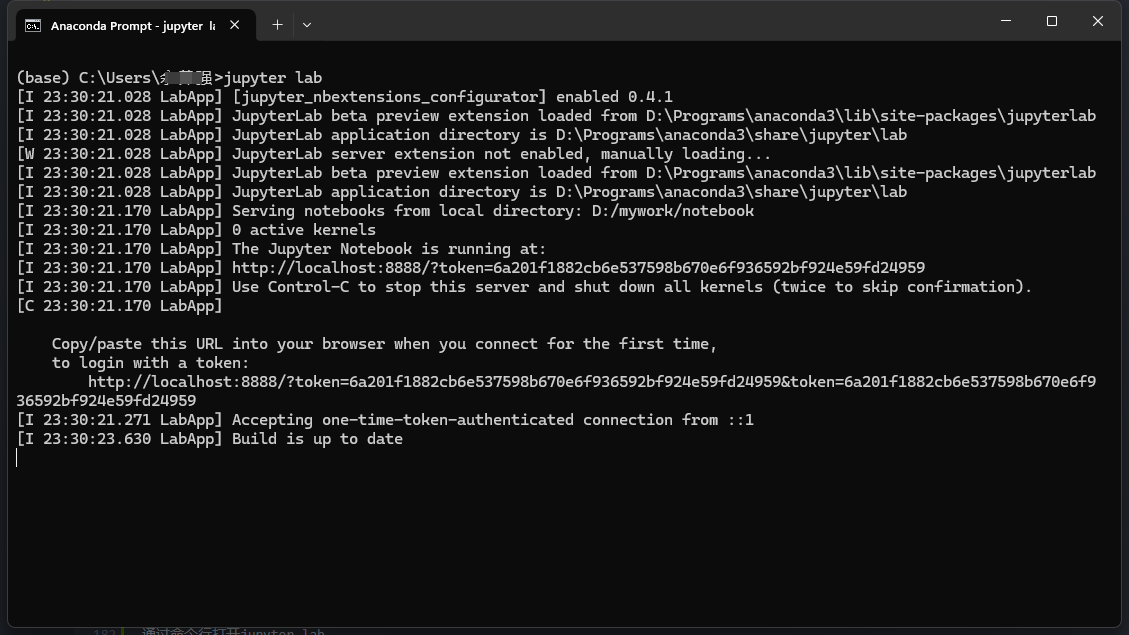 Anaconda Prompt - jupyter la
(base) C:\Users\强>jupyter lab
[I 23:30:21.028 LabApp] [jupyter_nbextensions_configurator] enabled 0.4.1
[I 23:30:21.028 LabApp] JupyterLab beta preview extension loaded from D:\Programs\anaconda3\lib\site-packages\jupyterlab
[I 23:30:21.028 LabApp] JupyterLab application directory is D:\Programs\anaconda3\share\jupyter\lab
[W 23:30:21.028 LabApp] JupyterLab server extension not enabled, manually loading...
[I 23:30:21.028 LabApp] JupyterLab beta preview extension loaded from D:\Programs\anaconda3\lib\site-packages\jupyterlab
[I 23:30:21.028 LabApp] JupyterLab application directory is D:\Programs\anaconda3\share\jupyter\lab
[I 23:30:21.170 LabApp] Serving notebooks from local directory: D:/mywork/notebook
[I 23:30:21.170 LabApp] 0 active kernels
[I 23:30:21.170 LabApp] The Jupyter Notebook is running at:
[I 23:30:21.170 LabApp] http://localhost:8888/?token=6a201f1882cb6e537598b670e6f936592bf924e59fd24959
[I 23:30:21.170 LabApp] Use Control-C to stop this server and shut down all kernels (twice to skip confirmation).
[C 23:30:21.170 LabApp]
Copy/paste this URL into your browser when you connect for the first time,
to login with a token:
http://localhost:8888/?token=6a201f1882cb6e537598b670e6f936592bf924e59fd24959&token=6a201f1882cb6e537598b670e6f9
36592bf924e59fd24959
[I 23:30:21.271 LabApp] Accepting one-time-token-authenticated connection from ::1
[I 23:30:23.630 LabApp] Build is up to date
通过命令行打开jupyter lab